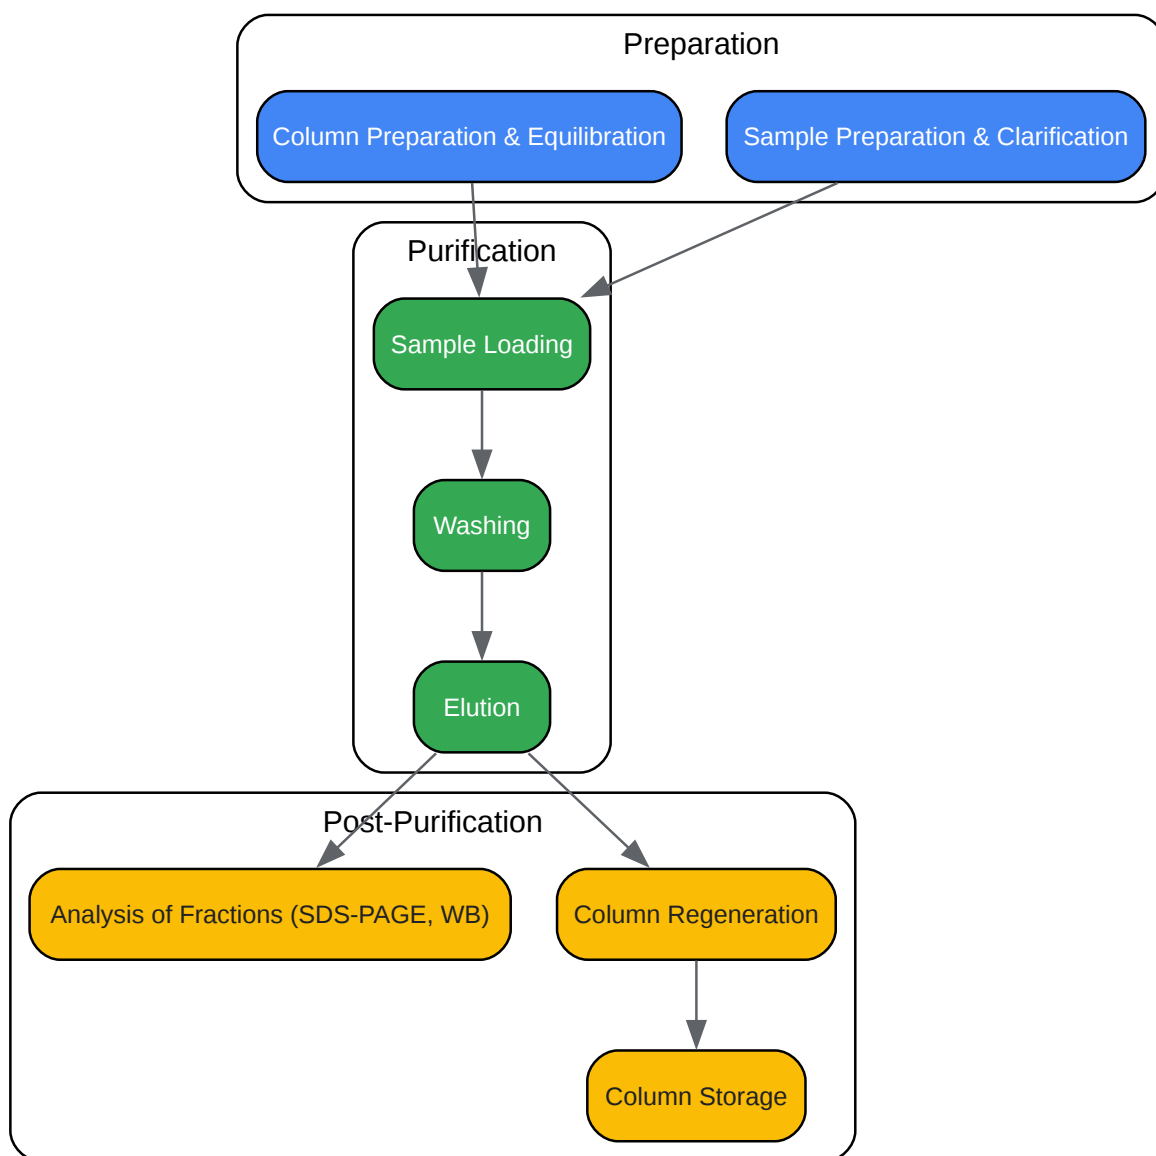 Preparation
Column Preparation & Equilibration
Sample Preparation & Clarification
Purification
Sample Loading
Washing
Elution
Post-Purification
Analysis of Fractions (SDS-PAGE, WB)
Column Regeneration
Column Storage